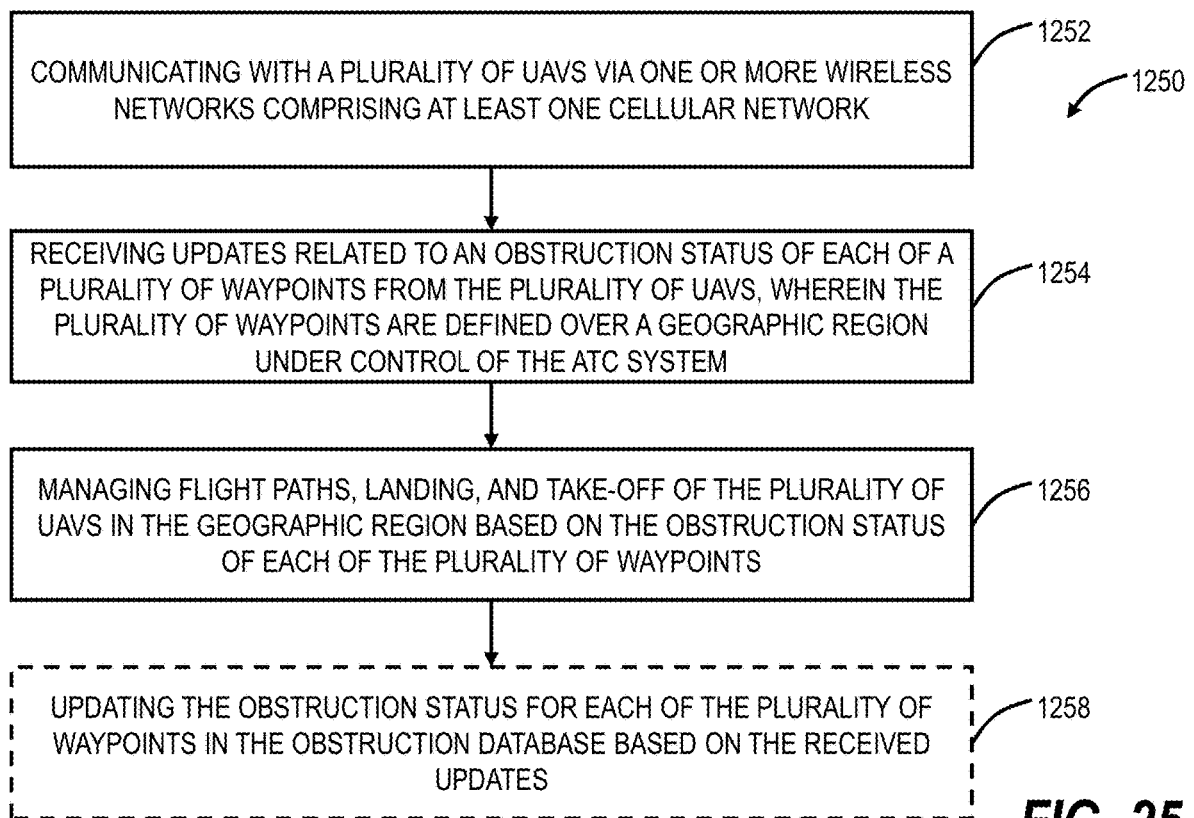 COMMUNICATING WITH A PLURALITY OF UAVS VIA ONE OR MORE WIRELESS
NETWORKS COMPRISING AT LEAST ONE CELLULAR NETWORK
1252
1250
RECEIVING UPDATES RELATED TO AN OBSTRUCTION STATUS OF EACH OF A
PLURALITY OF WAYPOINTS FROM THE PLURALITY OF UAVS, WHEREIN THE
PLURALITY OF WAYPOINTS ARE DEFINED OVER A GEOGRAPHIC REGION
UNDER CONTROL OF THE ATC SYSTEM
1254
MANAGING FLIGHT PATHS, LANDING, AND TAKE-OFF OF THE PLURALITY OF
UAVS IN THE GEOGRAPHIC REGION BASED ON THE OBSTRUCTION STATUS
OF EACH OF THE PLURALITY OF WAYPOINTS
1256
UPDATING THE OBSTRUCTION STATUS FOR EACH OF THE PLURALITY OF
WAYPOINTS IN THE OBSTRUCTION DATABASE BASED ON THE RECEIVED
UPDATES
1258
FIG. 25